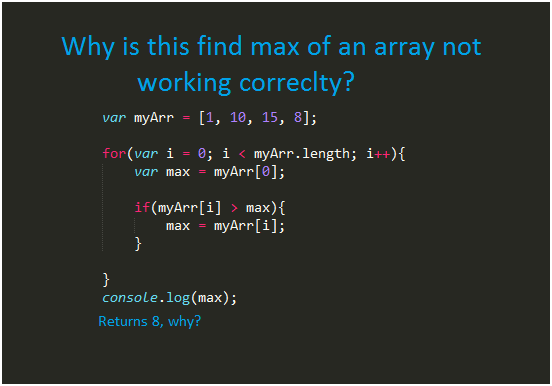 Why is this find max of an array not
working correclty?
var myArr = [1, 10, 15, 8];
for(var i = 0; i < myArr.length; i++){
var max = myArr[0];
if(myArr[i] > max){
max = myArr[i];
}
}
console.log(max);
Returns 8, why?